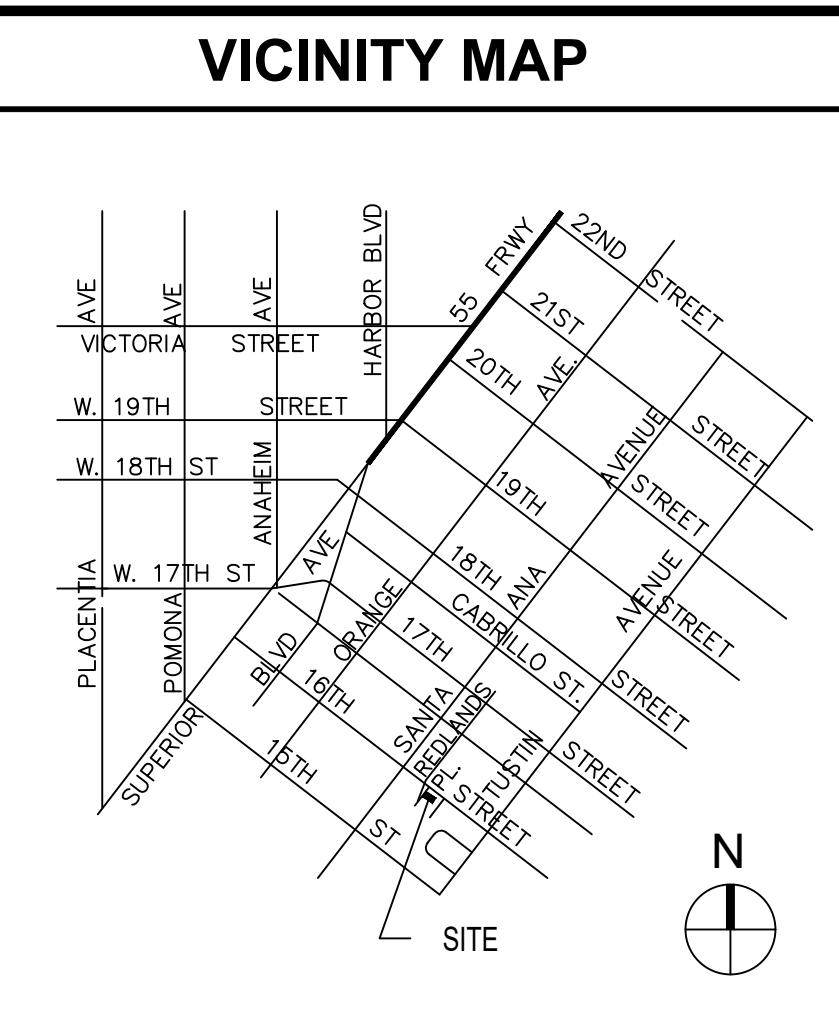 VICINITY MAP
PLACENTIA AVE
POMONA AVE
ANAHEIM AVE
HARBOR BLVD
55 FRWY
22ND STREET
21ST STREET
20TH STREET
VICTORIA STREET
W. 19TH STREET
W. 18TH ST
W. 17TH ST
SUPERIOR AVE
BLVD
ORANGE AVE.
SANTA ANA AVENUE
TUSTIN AVENUE
19TH STREET
18TH STREET
CABRILLO ST.
17TH STREET
16TH STREET
15TH ST
REDLANDS PL.
SITE
N